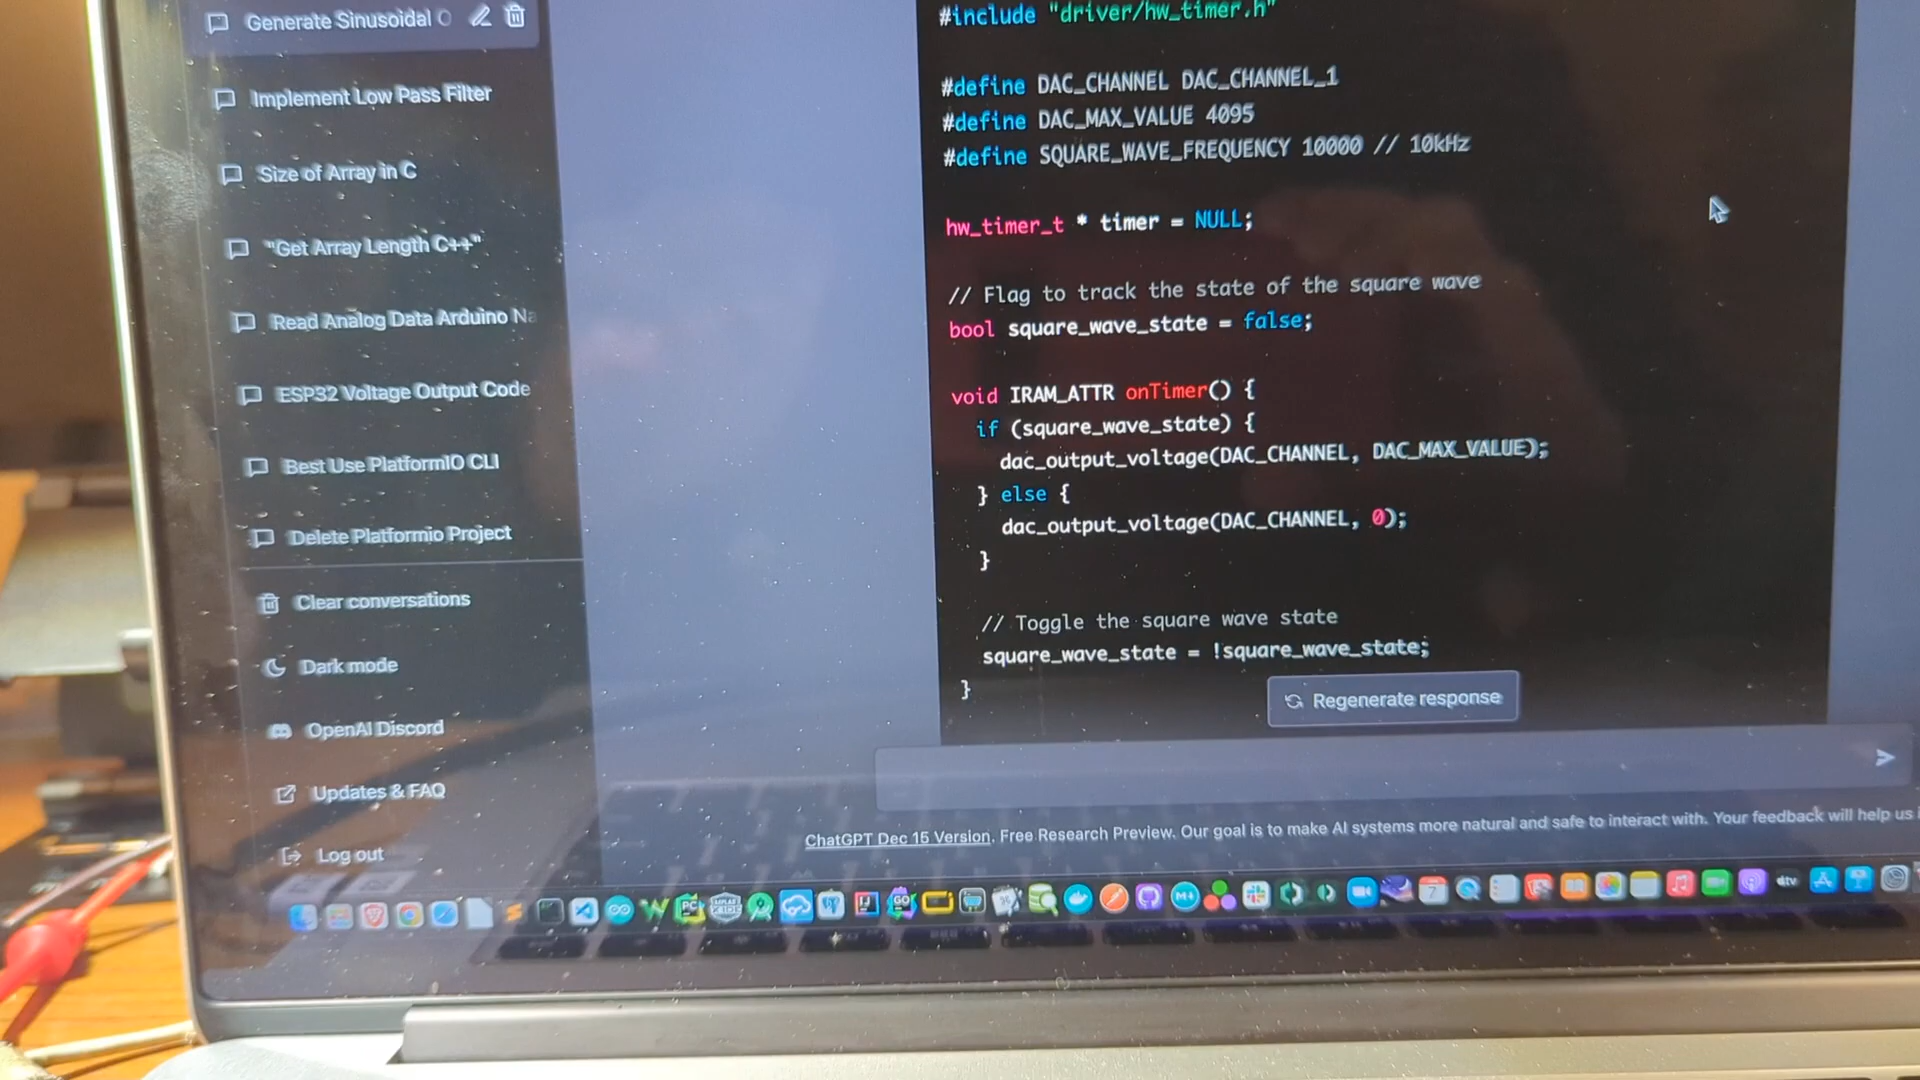 Generate Sinusoidal
Implement Low Pass Filter
Size of Array in C
"Get Array Length C++"
Read Analog Data Arduino Na
ESP32 Voltage Output Code
Best Use PlatformIO CLI
Delete Platformio Project
Clear conversations
Dark mode
OpenAI Discord
Updates & FAQ
Log out
#include "driver/hw_timer.h"
#define DAC_CHANNEL DAC_CHANNEL_1
#define DAC_MAX_VALUE 4095
#define SQUARE_WAVE_FREQUENCY 10000 // 10kHz
hw_timer_t * timer = NULL;
// Flag to track the state of the square wave
bool square_wave_state = false;
void IRAM_ATTR onTimer() {
if (square_wave_state) {
dac_output_voltage(DAC_CHANNEL, DAC_MAX_VALUE);
} else {
dac_output_voltage(DAC_CHANNEL, 0);
}
// Toggle the square wave state
square_wave_state = !square_wave_state;
}
Regenerate response
ChatGPT Dec 15 Version. Free Research Preview. Our goal is to make AI systems more natural and safe to interact with. Your feedback will help us
PC
GO
7
tv